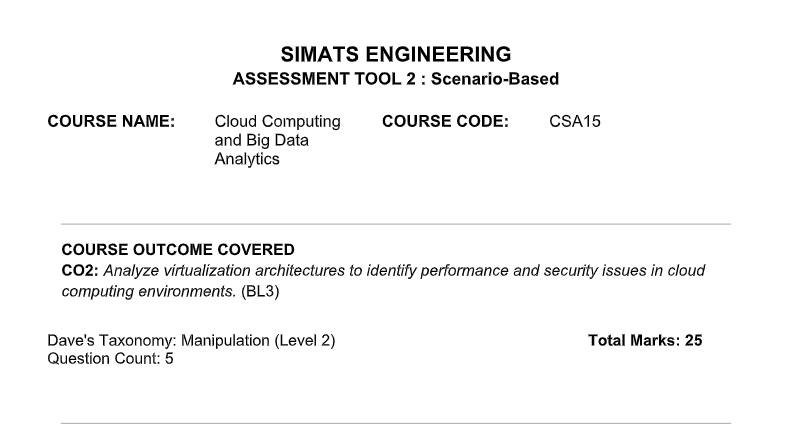 SIMATS ENGINEERING
ASSESSMENT TOOL 2 : Scenario-Based
COURSE NAME: Cloud Computing and Big Data Analytics COURSE CODE: CSA15
COURSE OUTCOME COVERED
CO2: Analyze virtualization architectures to identify performance and security issues in cloud
computing environments. (BL3)
Dave's Taxonomy: Manipulation (Level 2) Total Marks: 25
Question Count: 5